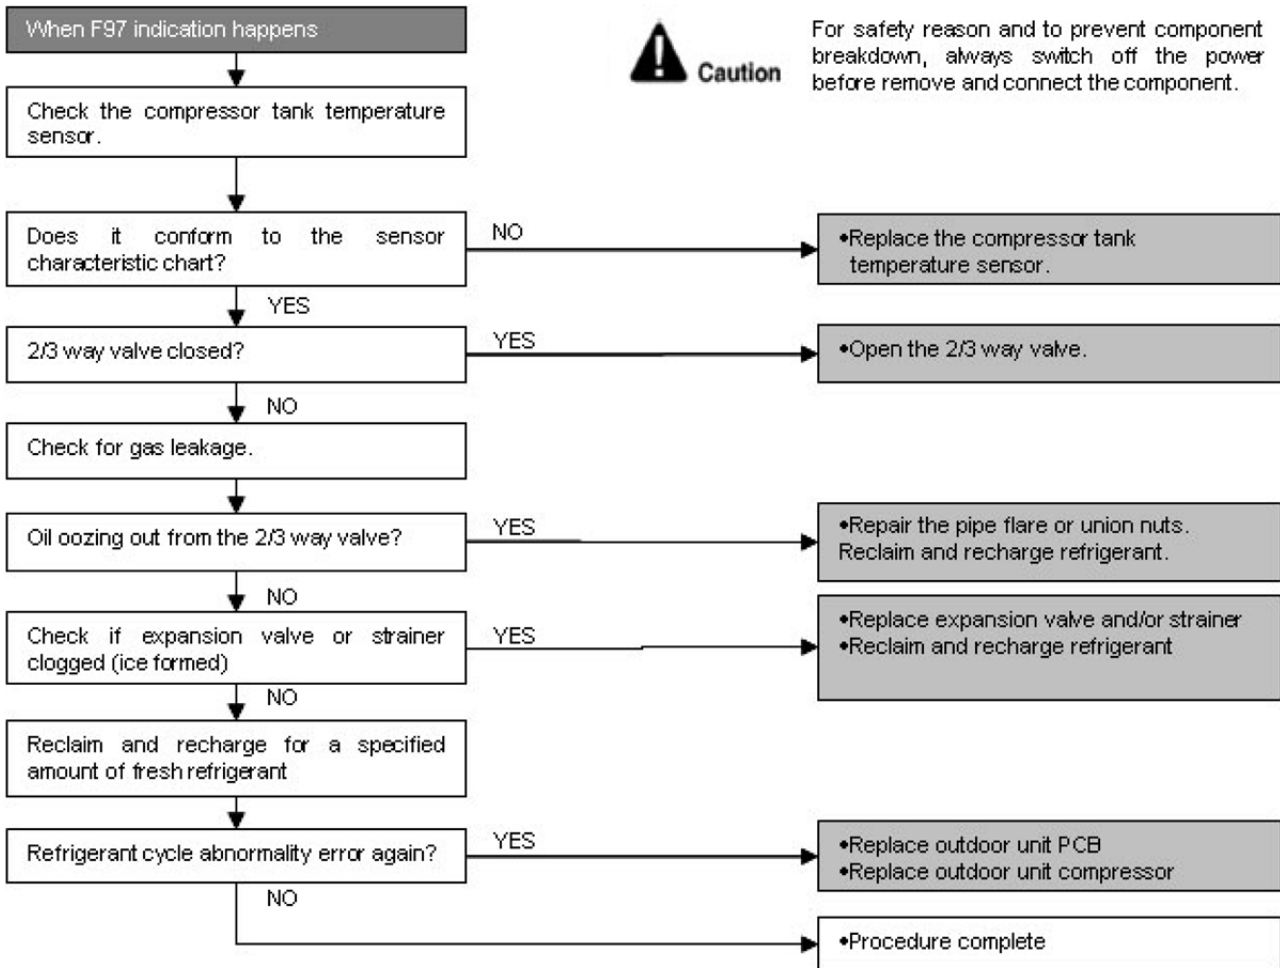 When F97 indication happens
Caution
For safety reason and to prevent component
breakdown, always switch off the power
before remove and connect the component.
Check the compressor tank temperature
sensor.
Does it conform to the sensor
characteristic chart?
NO
•Replace the compressor tank
temperature sensor.
YES
2/3 way valve closed?
YES
•Open the 2/3 way valve.
NO
Check for gas leakage.
Oil oozing out from the 2/3 way valve?
YES
•Repair the pipe flare or union nuts.
Reclaim and recharge refrigerant.
NO
Check if expansion valve or strainer
clogged (ice formed)
YES
•Replace expansion valve and/or strainer
•Reclaim and recharge refrigerant
NO
Reclaim and recharge for a specified
amount of fresh refrigerant
Refrigerant cycle abnormality error again?
YES
•Replace outdoor unit PCB
•Replace outdoor unit compressor
NO
•Procedure complete